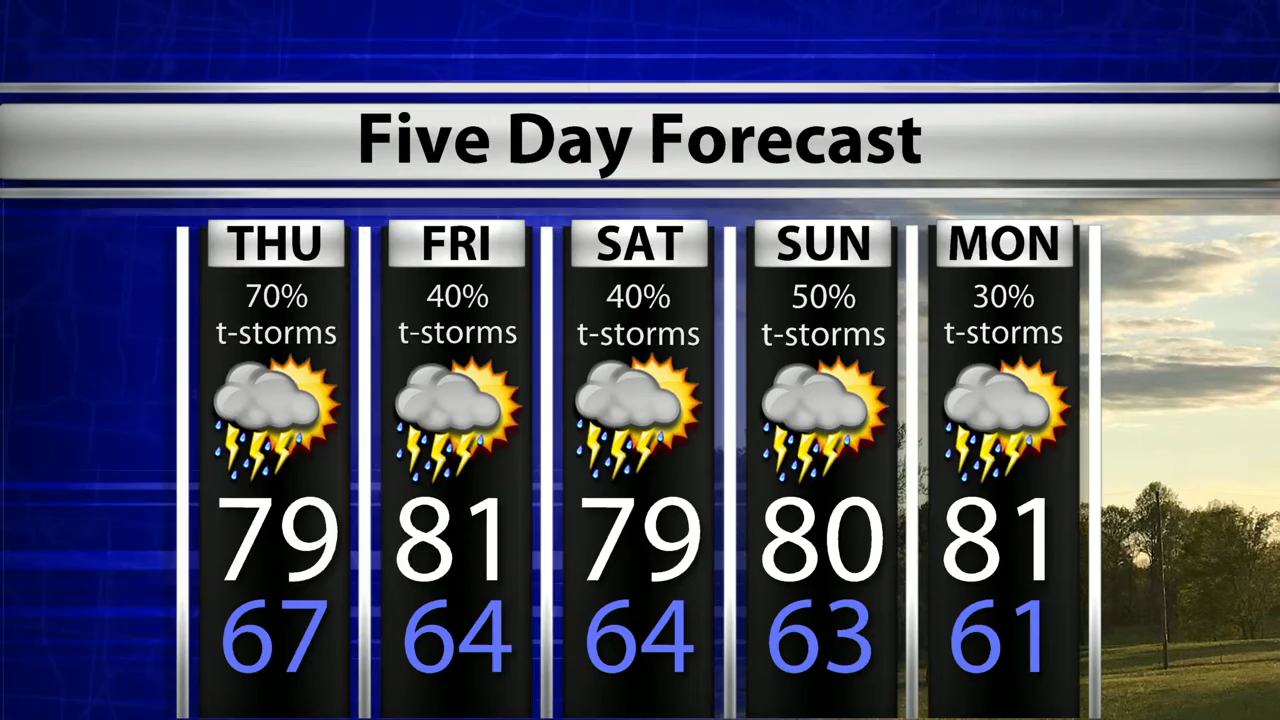 Five Day Forecast
THU FRI SAT SUN MON
70% 40% 40% 50% 30%
t-storms t-storms t-storms t-storms t-storms
79 81 79 80 81
67 64 64 63 61